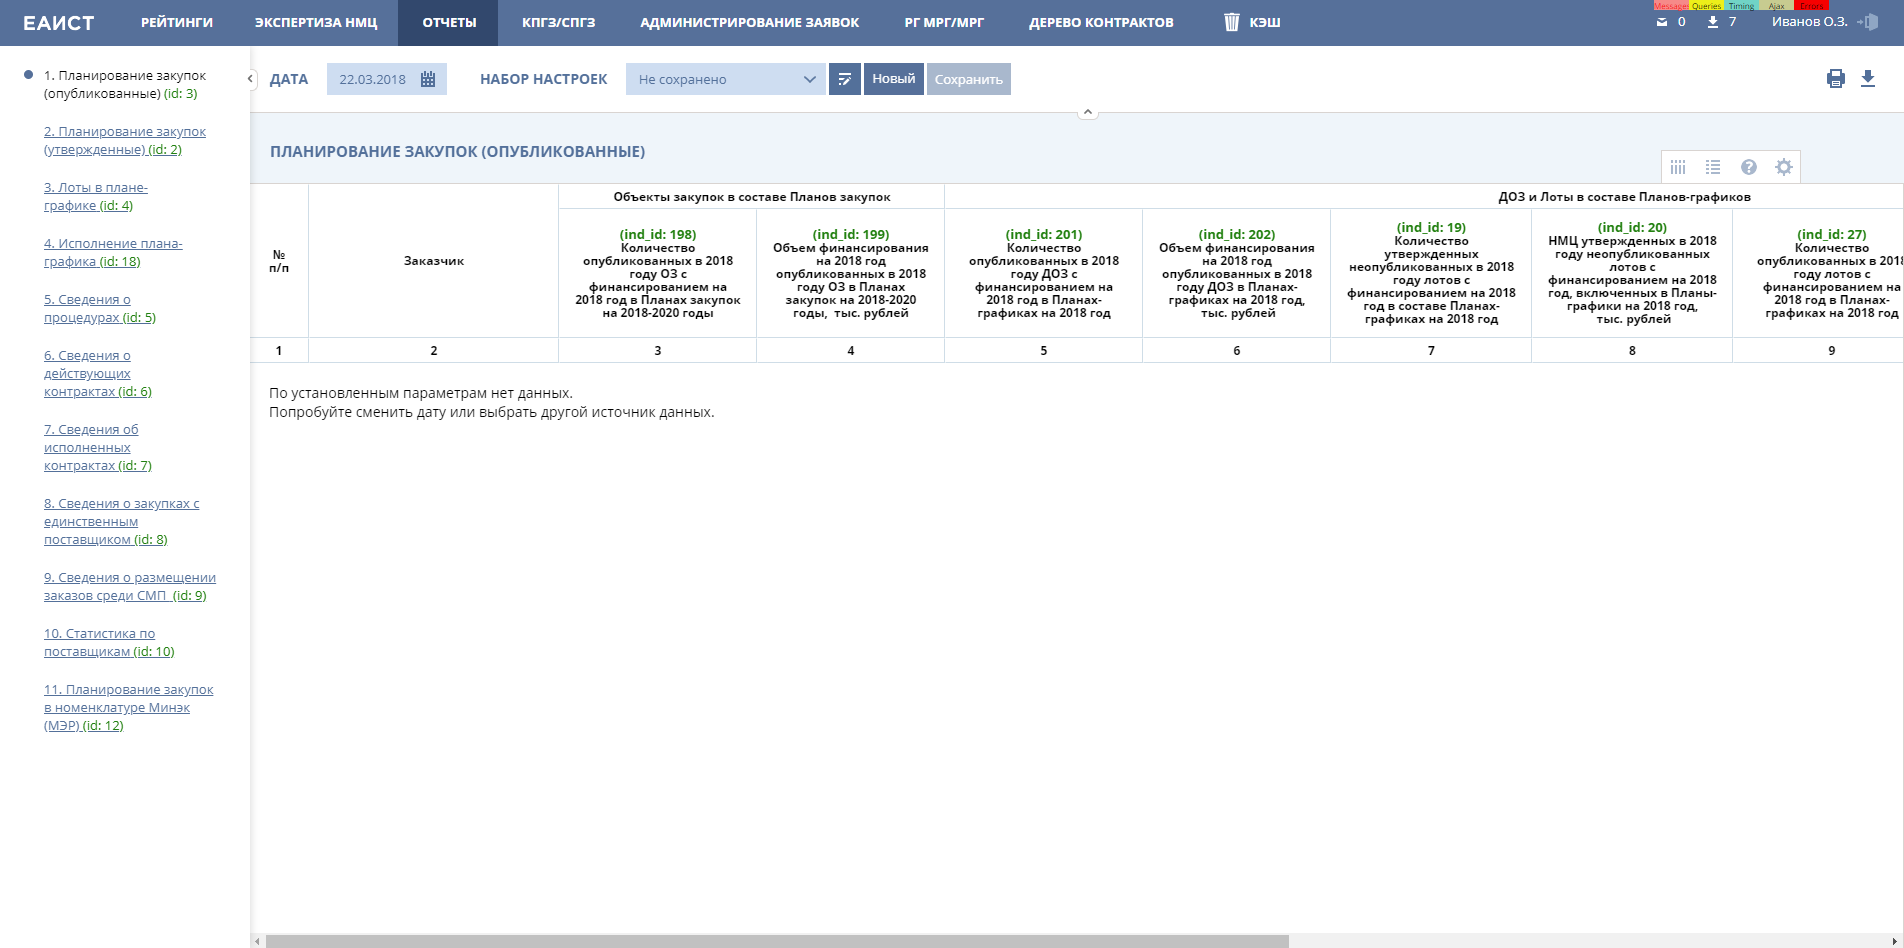 ЕАИСТ
РЕЙТИНГИ
ЭКСПЕРТИЗА НМЦ
ОТЧЕТЫ
КПГЗ/СПГЗ
АДМИНИСТРИРОВАНИЕ ЗАЯВОК
РГ МРГ/МРГ
ДЕРЕВО КОНТРАКТОВ
КЭШ
Messages Queries Timing Ajax Errors
0 7 Иванов О.З.
1. Планирование закупок
(опубликованные) (id: 3)
2. Планирование закупок
(утвержденные) (id: 2)
3. Лоты в плане-
графике (id: 4)
4. Исполнение плана-
графика (id: 18)
5. Сведения о
процедурах (id: 5)
6. Сведения о
действующих
контрактах (id: 6)
7. Сведения об
исполненных
контрактах (id: 7)
8. Сведения о закупках с
единственным
поставщиком (id: 8)
9. Сведения о размещении
заказов среди СМП (id: 9)
10. Статистика по
поставщикам (id: 10)
11. Планирование закупок
в номенклатуре Минэк
(МЭР) (id: 12)
ДАТА
22.03.2018
НАБОР НАСТРОЕК
Не сохранено
Новый
Сохранить
ПЛАНИРОВАНИЕ ЗАКУПОК (ОПУБЛИКОВАННЫЕ)
Объекты закупок в составе Планов закупок
ДОЗ и Лоты в составе Планов-графиков
№
п/п
Заказчик
(ind_id: 198)
Количество
опубликованных в 2018
году ОЗ с
финансированием на
2018 год в Планах закупок
на 2018-2020 годы
(ind_id: 199)
Объем финансирования
на 2018 год
опубликованных в 2018
году ОЗ в Планах
закупок на 2018-2020
годы, тыс. рублей
(ind_id: 201)
Количество
опубликованных в 2018
году ДОЗ с
финансированием на
2018 год в Планах-
графиках на 2018 год
(ind_id: 202)
Объем финансирования
на 2018 год
опубликованных в 2018
году ДОЗ в Планах-
графиках на 2018 год,
тыс. рублей
(ind_id: 19)
Количество
утвержденных
неопубликованных в 2018
году лотов с
финансированием на 2018
год в составе Планах-
графиках на 2018 год
(ind_id: 20)
НМЦ утвержденных в 2018
году неопубликованных
лотов с
финансированием на 2018
год, включенных в Планы-
графики на 2018 год,
тыс. рублей
(ind_id: 27)
Количество
опубликованных в 2018
году лотов с
финансированием на
2018 год в Планах-
графиках на 2018 год
1 2 3 4 5 6 7 8 9
По установленным параметрам нет данных.
Попробуйте сменить дату или выбрать другой источник данных.